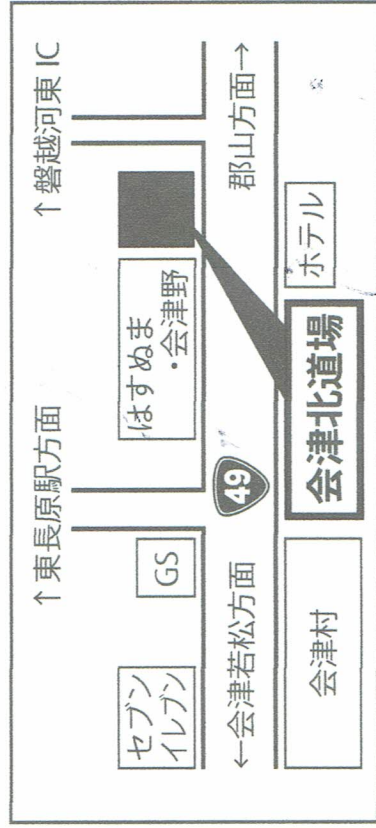 ↑東長原駅方面
↑磐越河東IC
セブン
イレブン
GS
はすぬま
・会津野
←会津若松方面
49
郡山方面→
会津村
会津北道場
ホテル